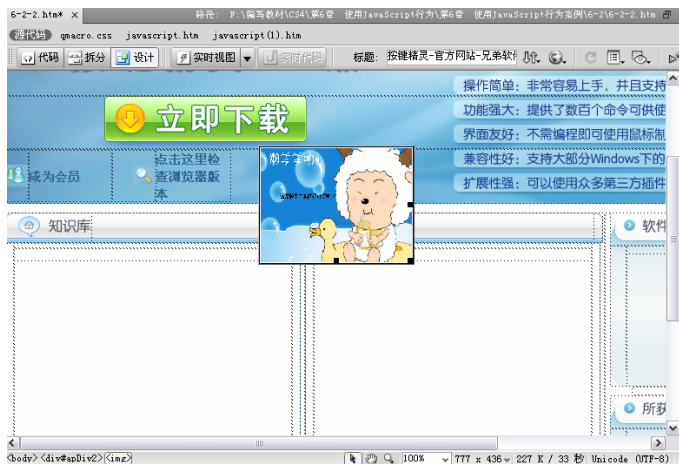 6-2-2.htm* × 路径: F:\编写教材\CS4\第6章 使用JavaScript行为\第6章 使用JavaScript行为案例\6-2\6-2-2.htm
源代码 qmacro.css javascript.htm javascript(1).htm
代码 拆分 设计 实时视图 实时代码 标题: 按键精灵-官方网站-兄弟软件
操作简单：非常容易上手，并且支持
立即下载
功能强大：提供了数百个命令可供使
界面友好：不需编程即可使用鼠标制
成为会员
点击这里检
查浏览器版
本
兼容性好：支持大部分Windows下的
扩展性强：可以使用众多第三方插件
知识库
软件
所获
<body><div#apDiv2><img> 100% 777 x 436 227 K / 33 秒 Unicode (UTF-8)